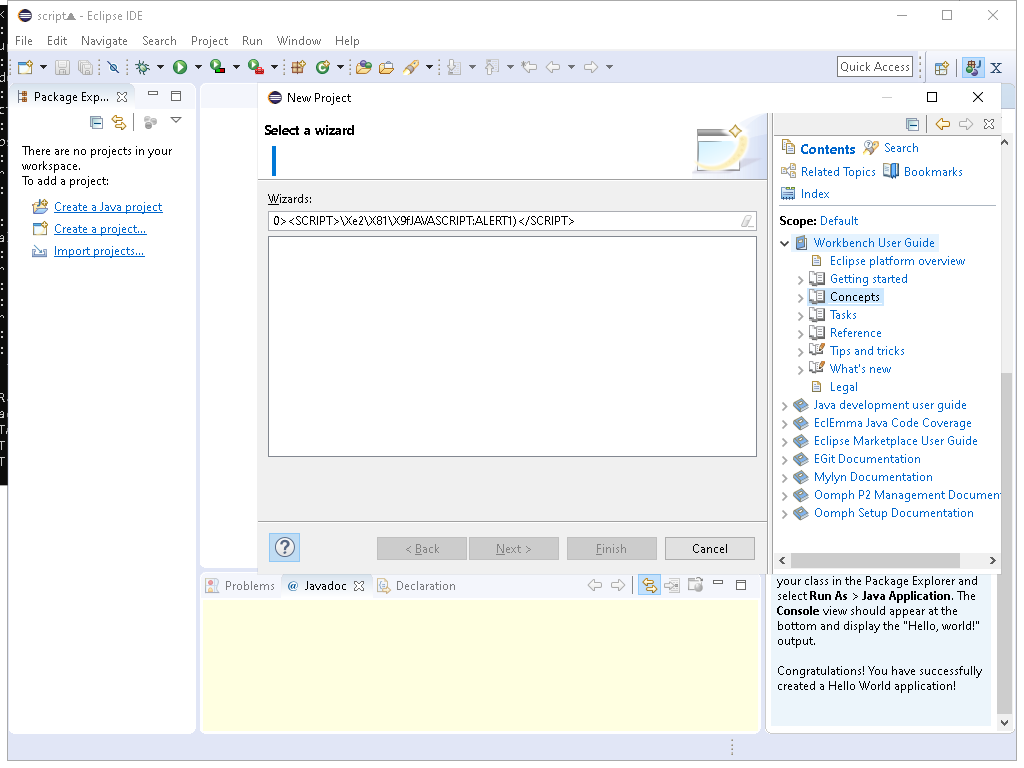 script▲ - Eclipse IDE
File Edit Navigate Search Project Run Window Help
Quick Access
Package Exp...
There are no projects in your
workspace.
To add a project:
Create a Java project
Create a project...
Import projects...
New Project
Select a wizard
Wizards:
0><SCRIPT>\Xe2\X81\X9fJAVASCRIPT:ALERT1)</SCRIPT>
? < Back Next > Finish Cancel
Contents Search
Related Topics Bookmarks
Index
Scope: Default
Workbench User Guide
Eclipse platform overview
Getting started
Concepts
Tasks
Reference
Tips and tricks
What's new
Legal
Java development user guide
EclEmma Java Code Coverage
Eclipse Marketplace User Guide
EGit Documentation
Mylyn Documentation
Oomph P2 Management Documen
Oomph Setup Documentation
Problems @ Javadoc Declaration
your class in the Package Explorer and
select Run As > Java Application. The
Console view should appear at the
bottom and display the "Hello, world!"
output.
Congratulations! You have successfully
created a Hello World application!